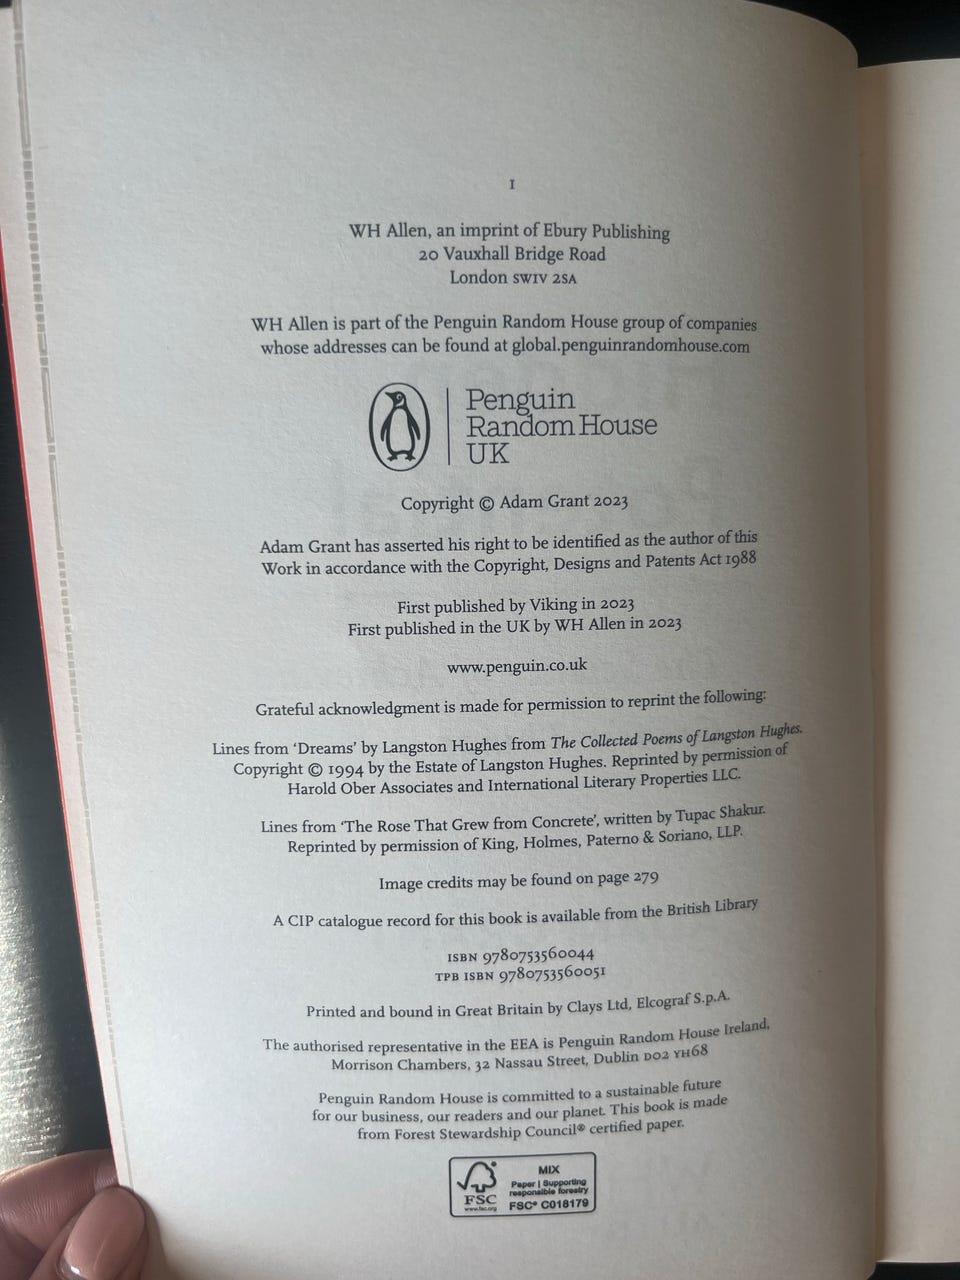 1
WH Allen, an imprint of Ebury Publishing
20 Vauxhall Bridge Road
London SW1V 2SA
WH Allen is part of the Penguin Random House group of companies
whose addresses can be found at global.penguinrandomhouse.com
Penguin
Random House
UK
Copyright © Adam Grant 2023
Adam Grant has asserted his right to be identified as the author of this
Work in accordance with the Copyright, Designs and Patents Act 1988
First published by Viking in 2023
First published in the UK by WH Allen in 2023
www.penguin.co.uk
Grateful acknowledgment is made for permission to reprint the following:
Lines from ‘Dreams’ by Langston Hughes from The Collected Poems of Langston Hughes.
Copyright © 1994 by the Estate of Langston Hughes. Reprinted by permission of
Harold Ober Associates and International Literary Properties LLC.
Lines from ‘The Rose That Grew from Concrete’, written by Tupac Shakur.
Reprinted by permission of King, Holmes, Paterno & Soriano, LLP.
Image credits may be found on page 279
A CIP catalogue record for this book is available from the British Library
ISBN 9780753560044
TPB ISBN 9780753560051
Printed and bound in Great Britain by Clays Ltd, Elcograf S.p.A.
The authorised representative in the EEA is Penguin Random House Ireland,
Morrison Chambers, 32 Nassau Street, Dublin D02 YH68
Penguin Random House is committed to a sustainable future
for our business, our readers and our planet. This book is made
from Forest Stewardship Council® certified paper.
FSC
www.fsc.org
MIX
Paper | Supporting
responsible forestry
FSC® C018179